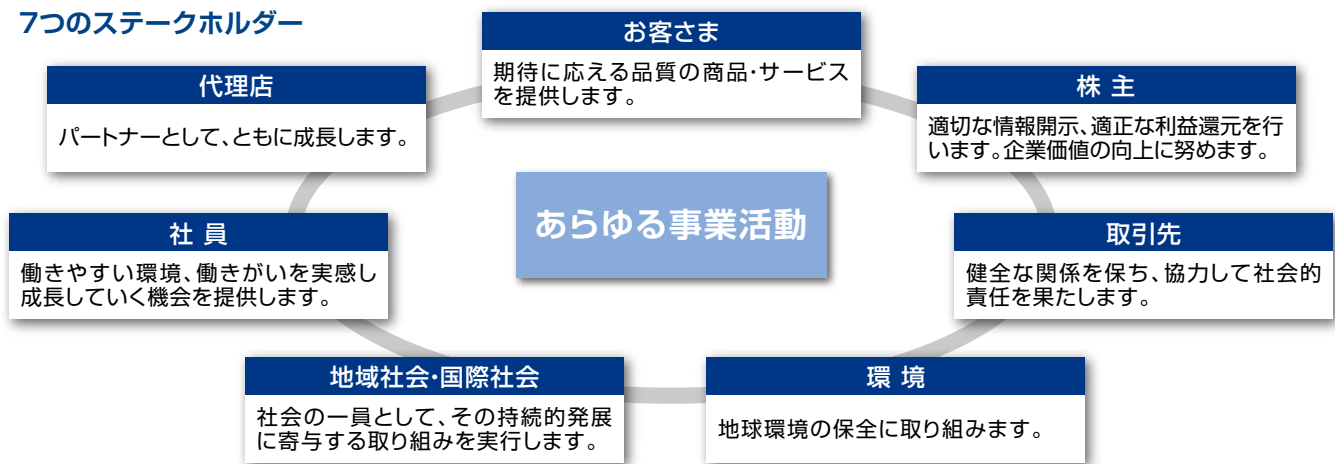 7つのステークホルダー
お客さま
期待に応える品質の商品・サービス
を提供します。
代理店
パートナーとして、ともに成長します。
株 主
適切な情報開示、適正な利益還元を行
います。企業価値の向上に努めます。
あらゆる事業活動
社 員
働きやすい環境、働きがいを実感し
成長していく機会を提供します。
取引先
健全な関係を保ち、協力して社会的
責任を果たします。
地域社会・国際社会
社会の一員として、その持続的発展
に寄与する取り組みを実行します。
環 境
地球環境の保全に取り組みます。